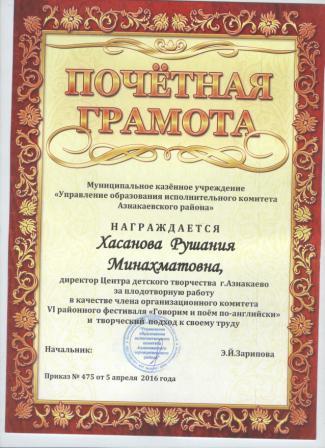 ПОЧЁТНАЯ
ГРАМОТА
Муниципальное казённое учреждение
«Управление образования исполнительного комитета
Азнакаевского района»
НАГРАЖДАЕТСЯ
Хасанова Рушания
Минахматовна,
директор Центра детского творчества г.Азнакаево
за плодотворную работу
в качестве члена организационного комитета
VI районного фестиваля «Говорим и поём по-английски»
и творческий подход к своему труду
Начальник:
Э.Й.Зарипова
Приказ № 475 от 5 апреля 2016 года